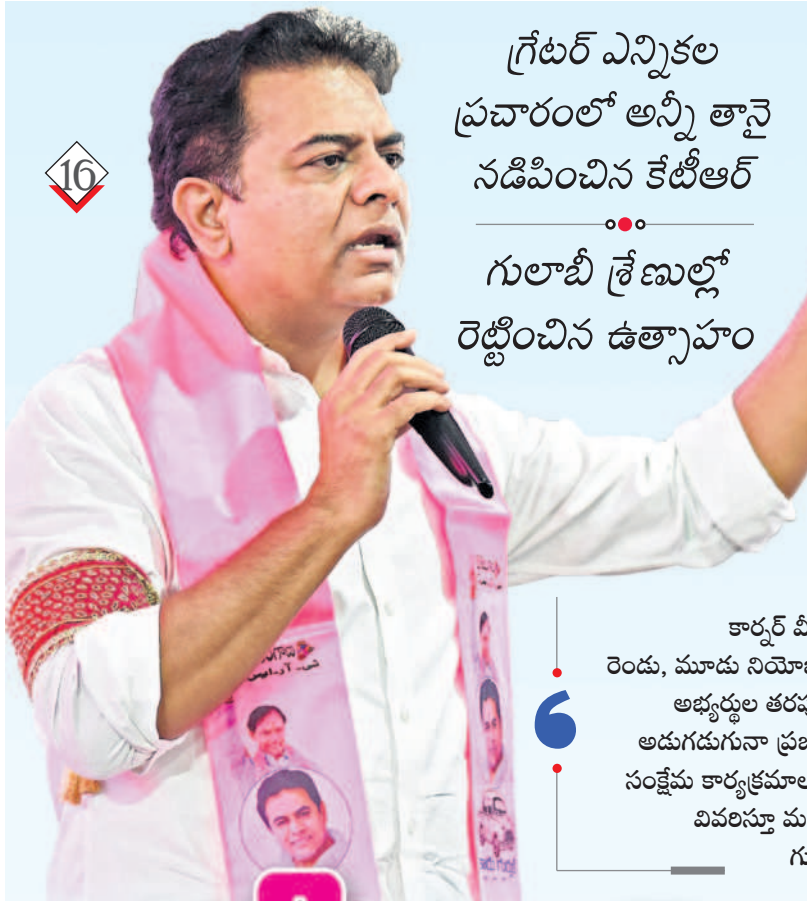 గ్రేటర్ ఎన్నికల
ప్రచారంలో అన్నీ తానై
నడిపించిన కేటీఆర్
16
గులాబీ శ్రేణుల్లో
రెట్టించిన ఉత్సాహం
కార్నర్
రెండు, మూడు
అభ్యర్థుల
అడుగడుగునా
సంక్షేమ
వివరిస్తూ